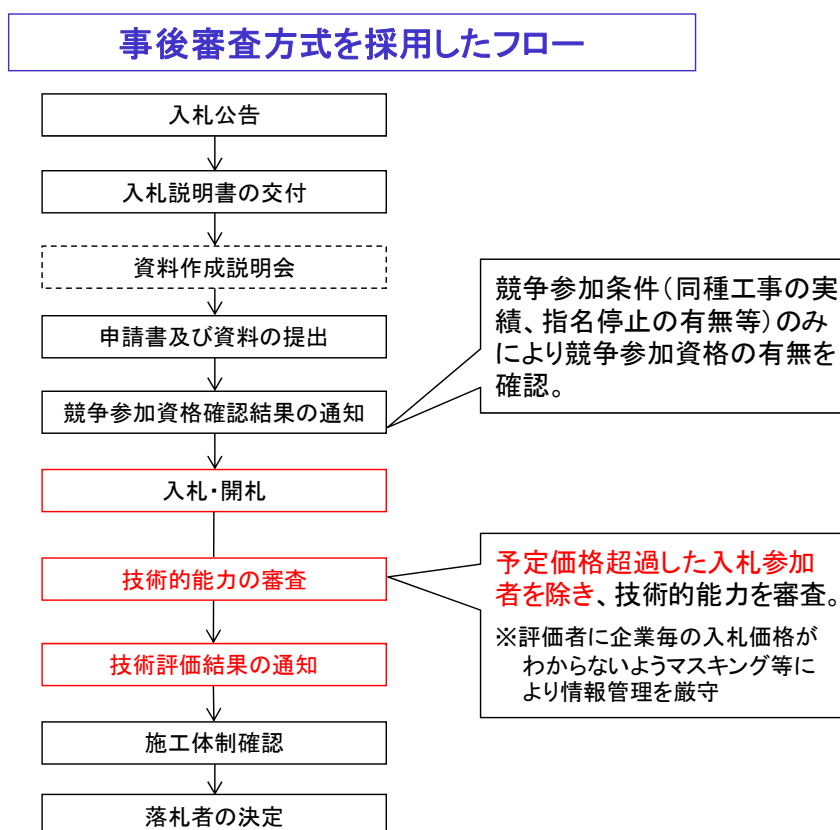 事後審査方式を採用したフロー
入札公告
入札説明書の交付
資料作成説明会
申請書及び資料の提出
競争参加資格確認結果の通知
競争参加条件(同種工事の実
績、指名停止の有無等)のみ
により競争参加資格の有無を
確認。
入札・開札
技術的能力の審査
予定価格超過した入札参加
者を除き、技術的能力を審査。
※評価者に企業毎の入札価格が
わからないようマスキング等に
より情報管理を厳守
技術評価結果の通知
施工体制確認
落札者の決定